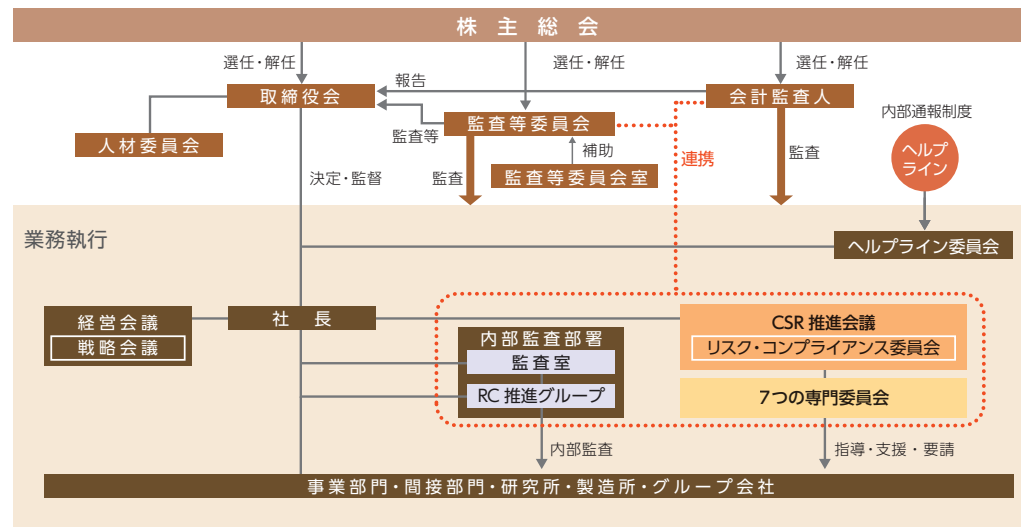 株主総会
選任・解任
選任・解任
選任・解任
報告
取締役会
会計監査人
内部通報制度
監査等委員会
監査等
人材委員会
補助
連携
監査
ヘルプ
ライン
決定・監督
監査
監査等委員会室
業務執行
ヘルプライン委員会
経営会議
戦略会議
社長
CSR 推進会議
リスク・コンプライアンス委員会
内部監査部署
監査室
RC 推進グループ
7つの専門委員会
内部監査
指導・支援・要請
事業部門・間接部門・研究所・製造所・グループ会社